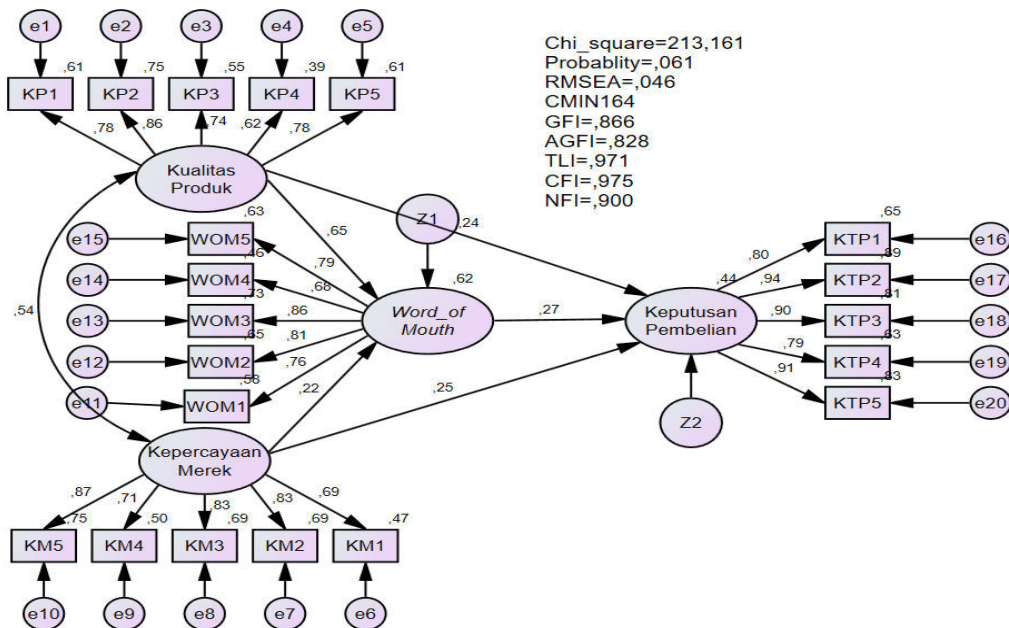 e1 e2 e3 e4 e5
,61 ,75 ,55 ,39 ,61
KP1 KP2 KP3 KP4 KP5
,78 ,86 ,74 ,62 ,78
Kualitas
Produk
Chi_square=213,161
Probablity=,061
RMSEA=,046
CMIN164
GFI=,866
AGFI=,828
TLI=,971
CFI=,975
NFI=,900
,54
e15 WOM5 ,63
e14 WOM4 ,46
e13 WOM3 ,73
e12 WOM2 ,65
e11 WOM1 ,58
,79
,68
,86
,81
,76
,65
,22
Z1
,24
,62
Word_of
Mouth
,27
,25
,44
Keputusan
Pembelian
Z2
,80
,94
,90
,79
,91
,65
KTP1 e16
,89
KTP2 e17
,81
KTP3 e18
,63
KTP4 e19
,83
KTP5 e20
Kepercayaan
Merek
,87 ,71 ,83 ,83 ,69
,75 ,50 ,69 ,69 ,47
KM5 KM4 KM3 KM2 KM1
e10 e9 e8 e7 e6